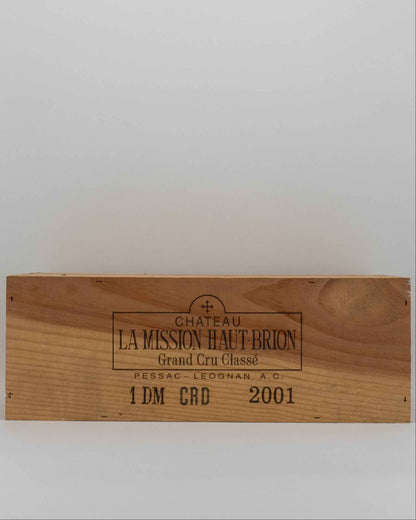 CHATEAU
LA MISSION HAUT-BRION
Grand Cru Classé
PESSAC-LEOGNAN A.C.
1 DM CRD 2001